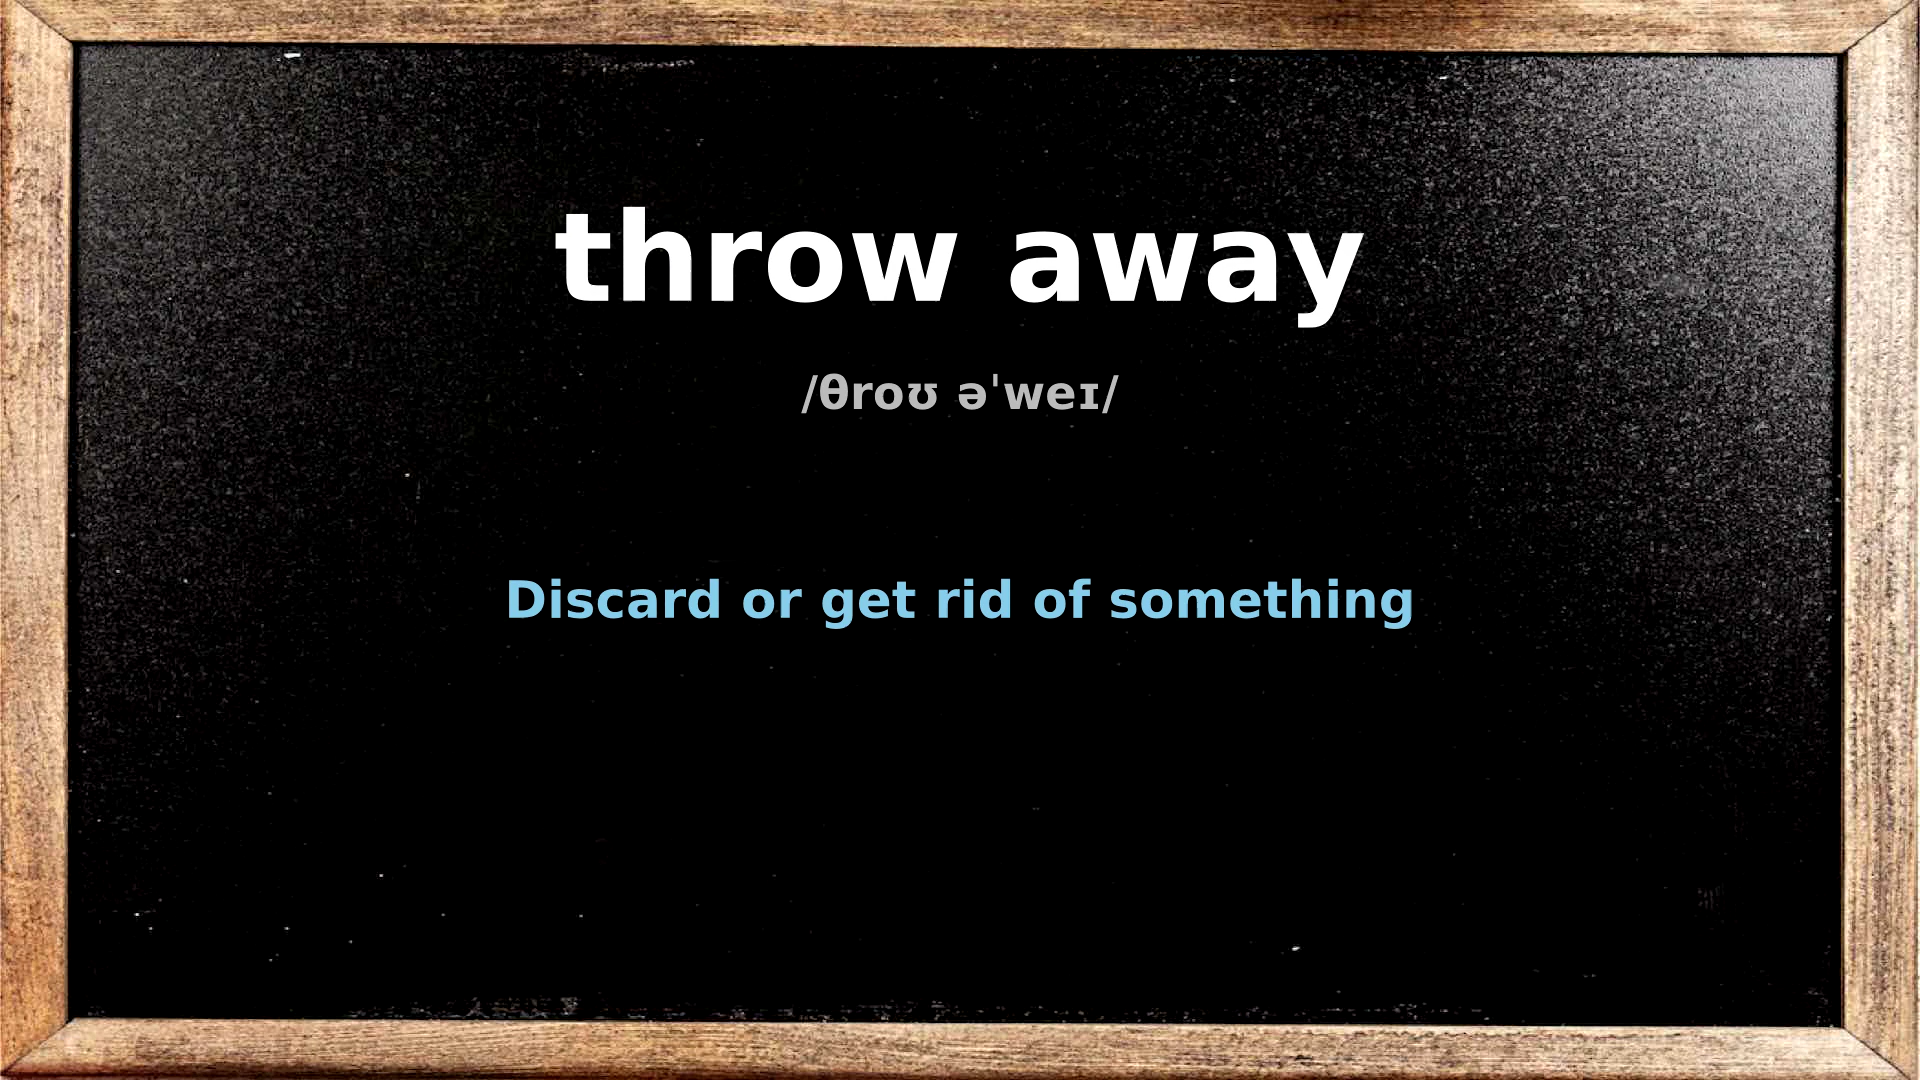 throw away
/θroʊ əˈweɪ/
Discard or get rid of something